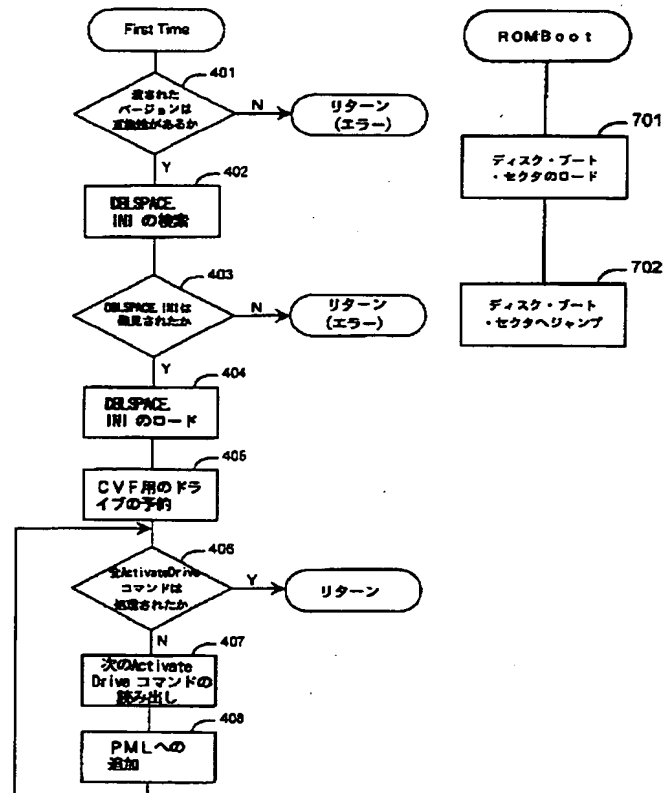 First Time
401
渡された
バージョンは
互換性があるか
N
リターン
(エラー)
Y
402
DBLSPACE.
INI の検索
403
DBLSPACE.INIは
発見されたか
N
リターン
(エラー)
Y
404
DBLSPACE.
INI のロード
405
CVF用のドラ
イブの予約
406
全ActivateDrive
コマンドは
処理されたか
Y
リターン
N
407
次のActivate
Drive コマンドの
読み出し
408
PMLへの
追加
ROMBoot
701
ディスク・ブート
・セクタのロード
702
ディスク・ブート
・セクタへジャンプ